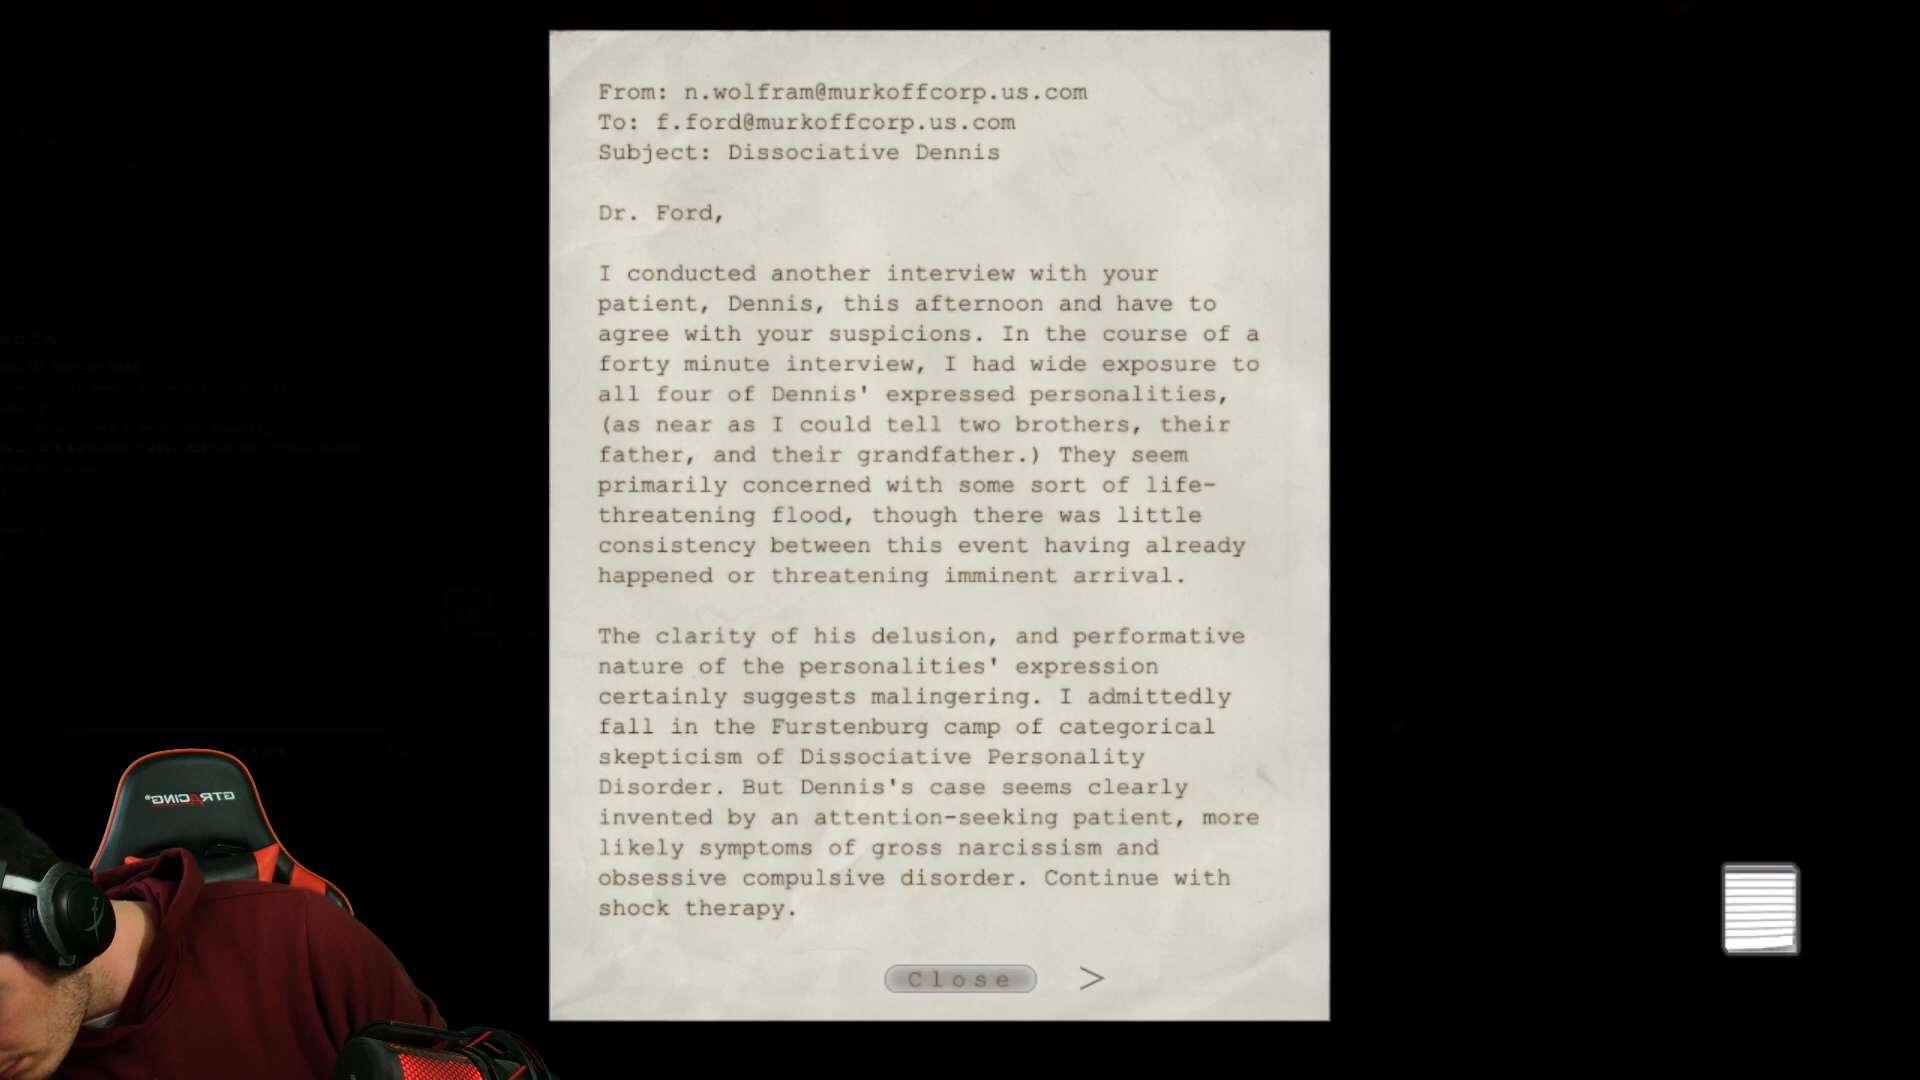 From: n.wolfram@murkoffcorp.us.com
To: f.ford@murkoffcorp.us.com
Subject: Dissociative Dennis
Dr. Ford,
I conducted another interview with your
patient, Dennis, this afternoon and have to
agree with your suspicions. In the course of a
forty minute interview, I had wide exposure to
all four of Dennis' expressed personalities,
(as near as I could tell two brothers, their
father, and their grandfather.) They seem
primarily concerned with some sort of life-
threatening flood, though there was little
consistency between this event having already
happened or threatening imminent arrival.
The clarity of his delusion, and performative
nature of the personalities' expression
certainly suggests malingering. I admittedly
fall in the Furstenburg camp of categorical
skepticism of Dissociative Personality
Disorder. But Dennis's case seems clearly
invented by an attention-seeking patient, more
likely symptoms of gross narcissism and
obsessive compulsive disorder. Continue with
shock therapy.
Close >
GTRACING